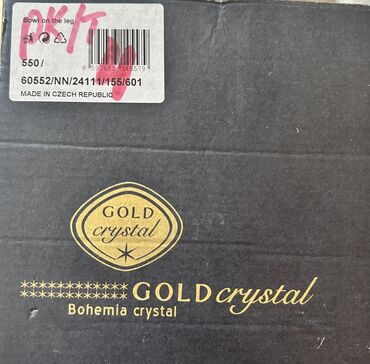 Bowl on the leg
PK/T
550/
60552/NN/24111/155/601
MADE IN CZECH REPUBLIC
GOLD
crystal
GOLD crystal
Bohemia crystal